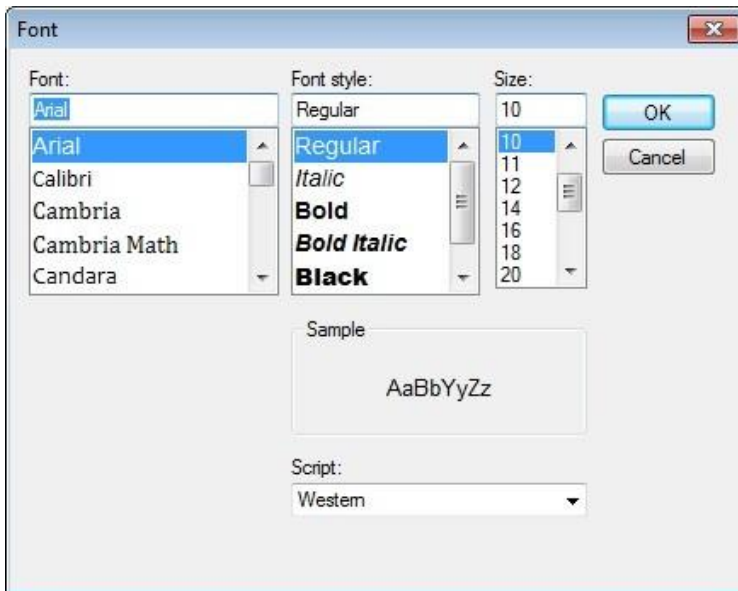 Font
Font:
Arial
Arial
Calibri
Cambria
Cambria Math
Candara
Font style:
Regular
Regular
Italic
Bold
Bold Italic
Black
Size:
10
10
11
12
14
16
18
20
OK
Cancel
Sample
AaBbYyZz
Script:
Western